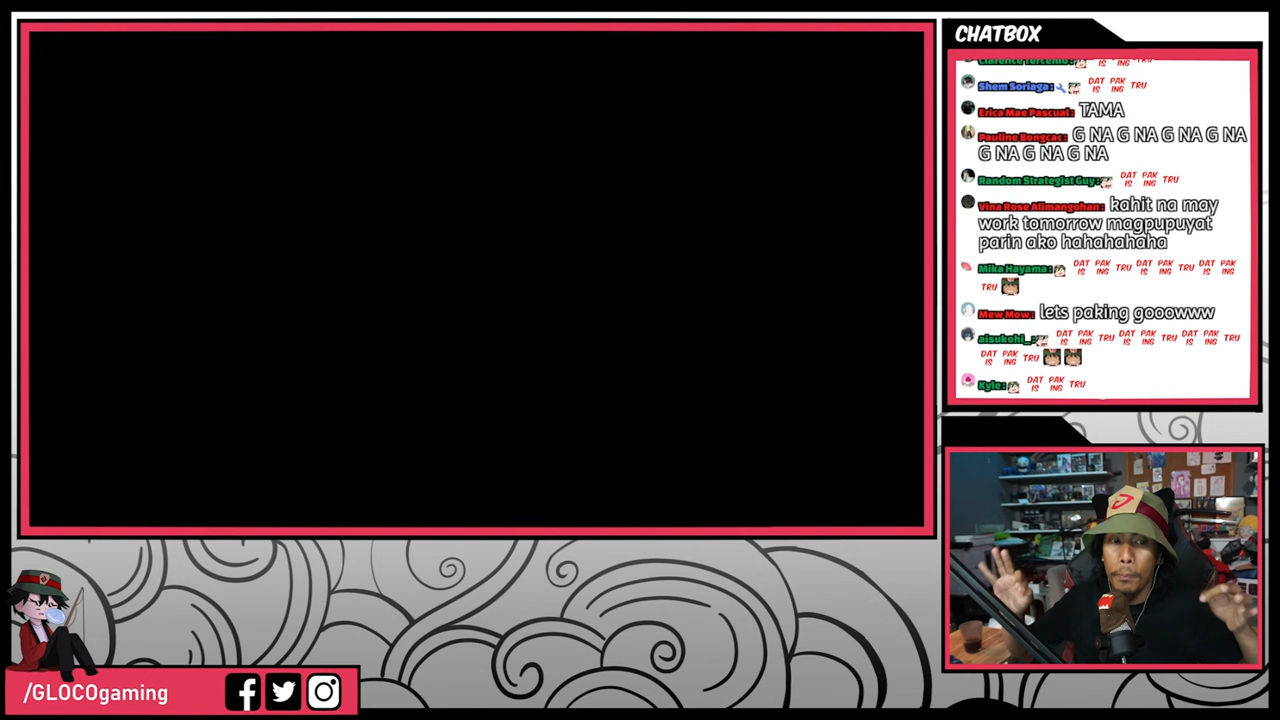 CHATBOX
Clarence Tercenio:
Shem Soriaga: DAT IS PAK ING TRU
Erica Mae Pascual: TAMA
Pauline Bongcac: G NA G NA G NA G NA
G NA G NA G NA
Random Strategist Guy: DAT IS PAK ING TRU
Vina Rose Alimangohan: kahit na may
work tomorrow magpupuyat
parin ako hahahahaha
Mika Hayama: DAT IS PAK ING TRU DAT IS PAK ING TRU DAT IS PAK ING
TRU
Mew Mow: lets paking gooowww
aisukohi_: DAT IS PAK ING TRU DAT IS PAK ING TRU DAT IS PAK ING TRU
DAT IS PAK ING TRU
Kyle: DAT IS PAK ING TRU
/GLOCOgaming